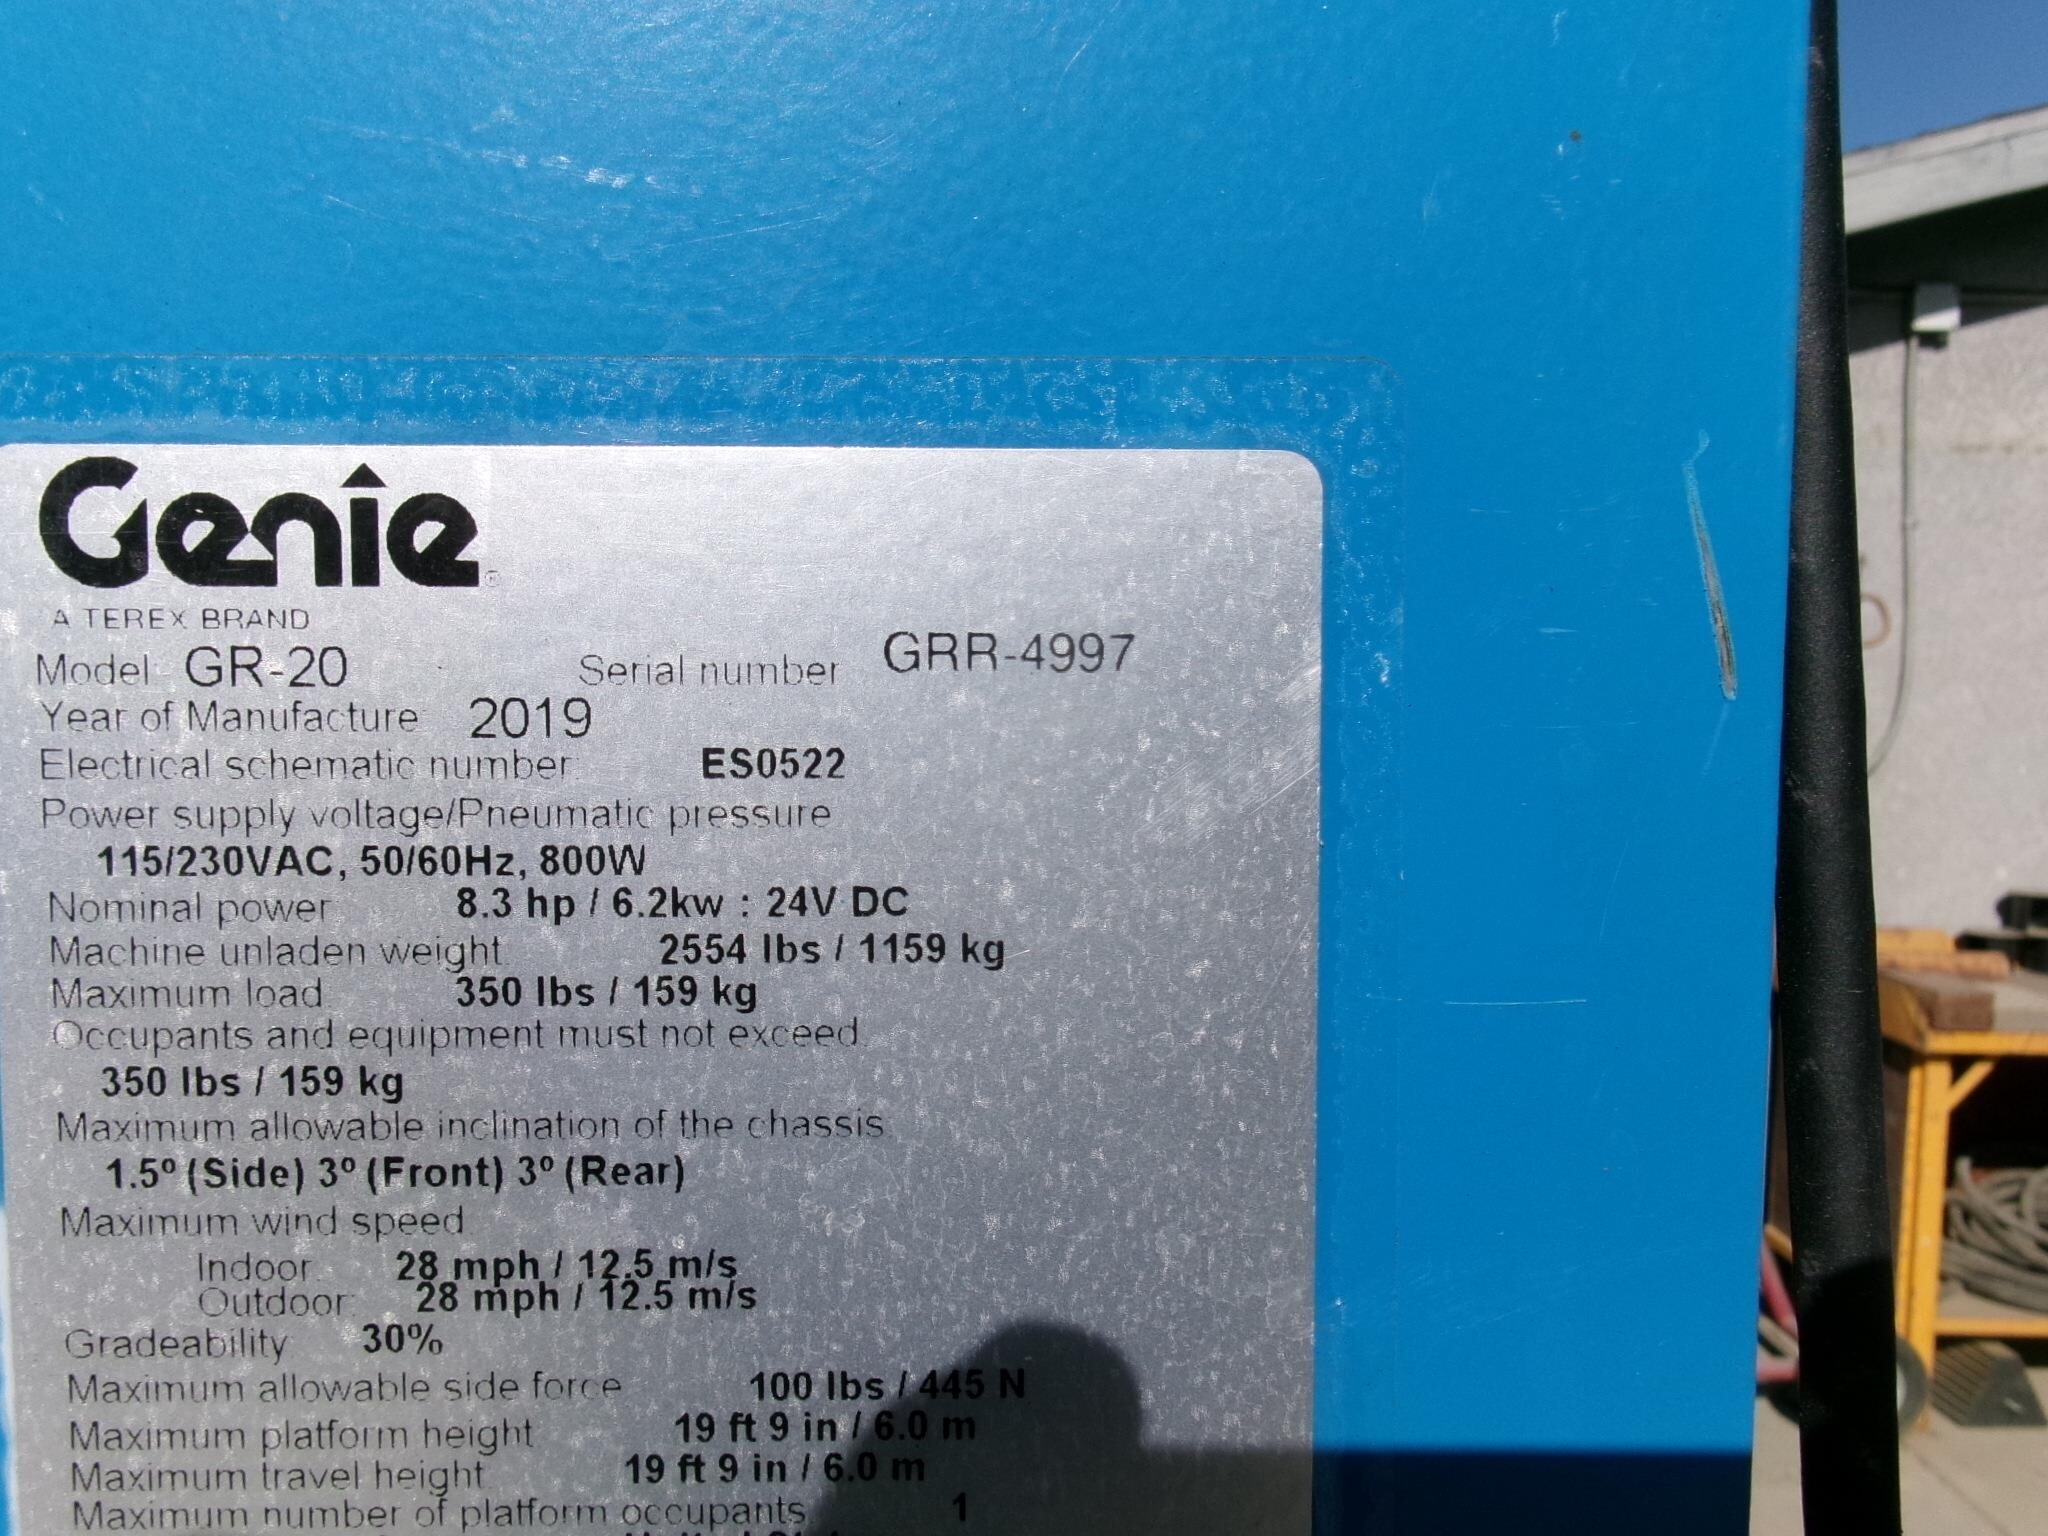 Genie
A TEREX BRAND
Model: GR-20 Serial number: GRR-4997
Year of Manufacture: 2019
Electrical schematic number: ES0522
Power supply voltage/Pneumatic pressure
115/230VAC, 50/60Hz, 800W
Nominal power: 8.3 hp / 6.2kw : 24V DC
Machine unladen weight: 2554 lbs / 1159 kg
Maximum load: 350 lbs / 159 kg
Occupants and equipment must not exceed:
350 lbs / 159 kg
Maximum allowable inclination of the chassis:
1.5º (Side) 3º (Front) 3º (Rear)
Maximum wind speed
Indoor: 28 mph / 12.5 m/s
Outdoor: 28 mph / 12.5 m/s
Gradeability 30%
Maximum allowable side force 100 lbs / 445 N
Maximum platform height 19 ft 9 in / 6.0 m
Maximum travel height: 19 ft 9 in / 6.0 m
Maximum number of platform occupants: 1